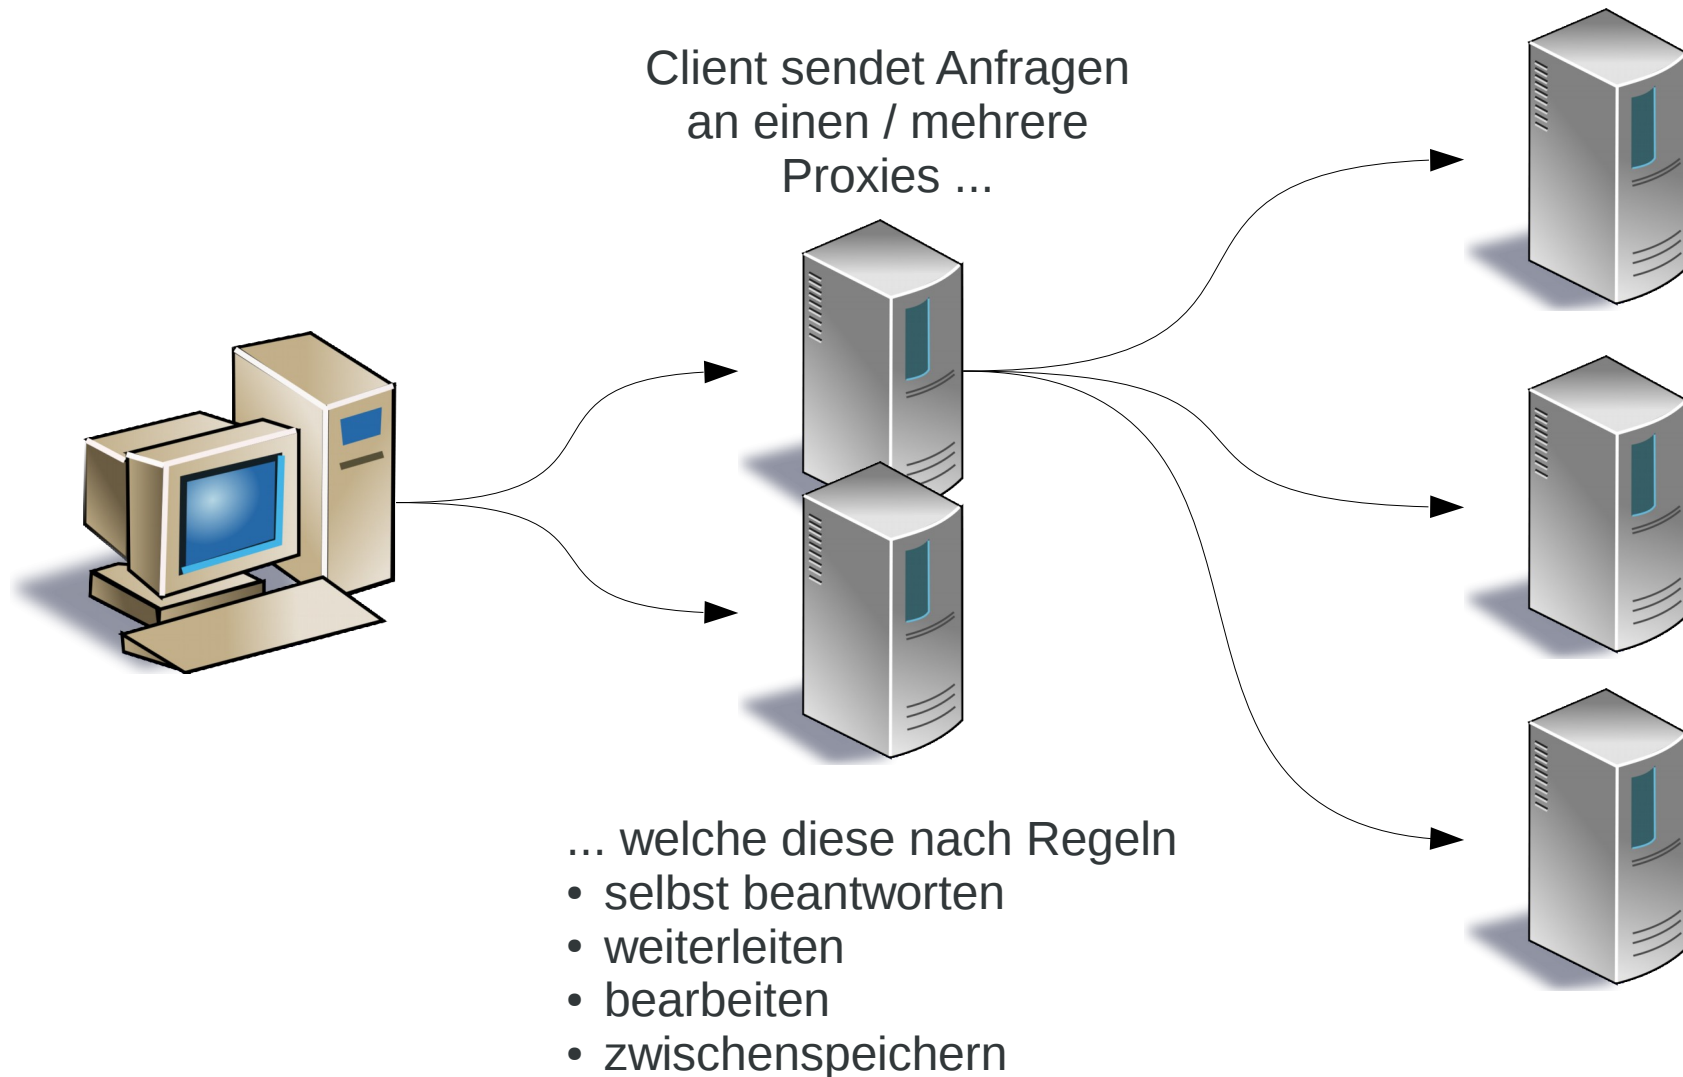 Client sendet Anfragen
an einen / mehrere
Proxies ...
... welche diese nach Regeln
• selbst beantworten
• weiterleiten
• bearbeiten
• zwischenspeichern